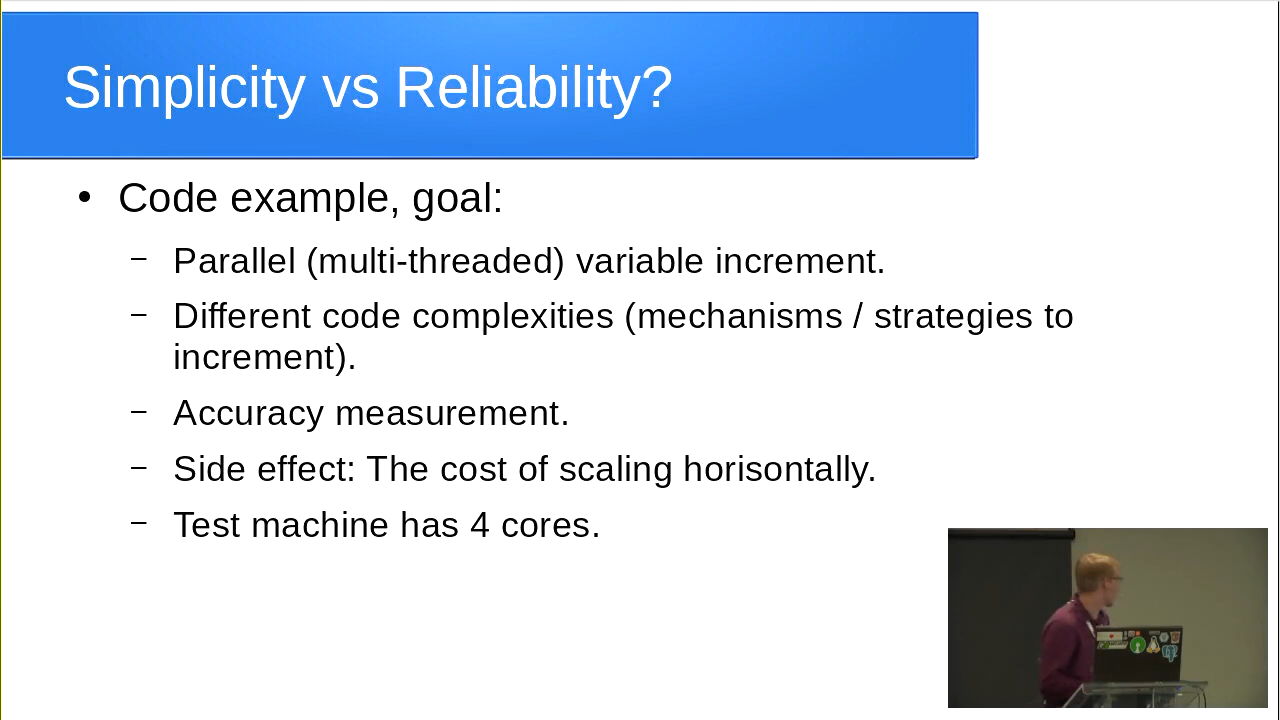 Simplicity vs Reliability?
• Code example, goal:
– Parallel (multi-threaded) variable increment.
– Different code complexities (mechanisms / strategies to
increment).
– Accuracy measurement.
– Side effect: The cost of scaling horisontally.
– Test machine has 4 cores.